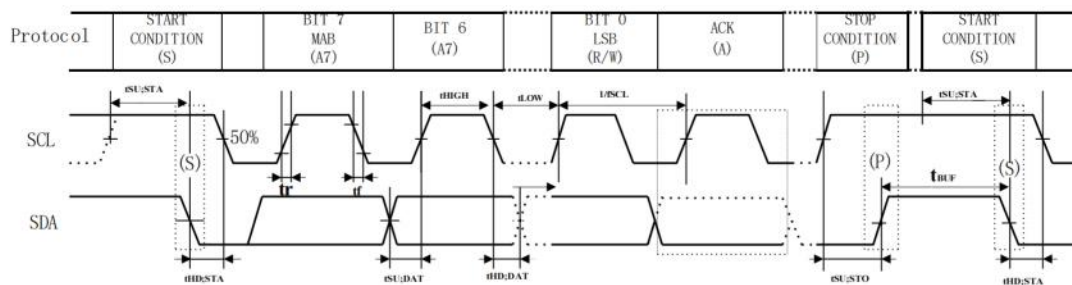 Protocol
START
CONDITION
(S)
BIT 7
MAB
(A7)
BIT 6
(A7)
BIT 0
LSB
(R/W)
ACK
(A)
STOP
CONDITION
(P)
START
CONDITION
(S)
tSU;STA
tHIGH
tLOW
1/fSCL
tSU;STA
SCL
(S)
50%
(P)
(S)
tr
tf
tBUF
SDA
tHD;STA
tSU;DAT
tHD;DAT
tSU;STO
tHD;STA